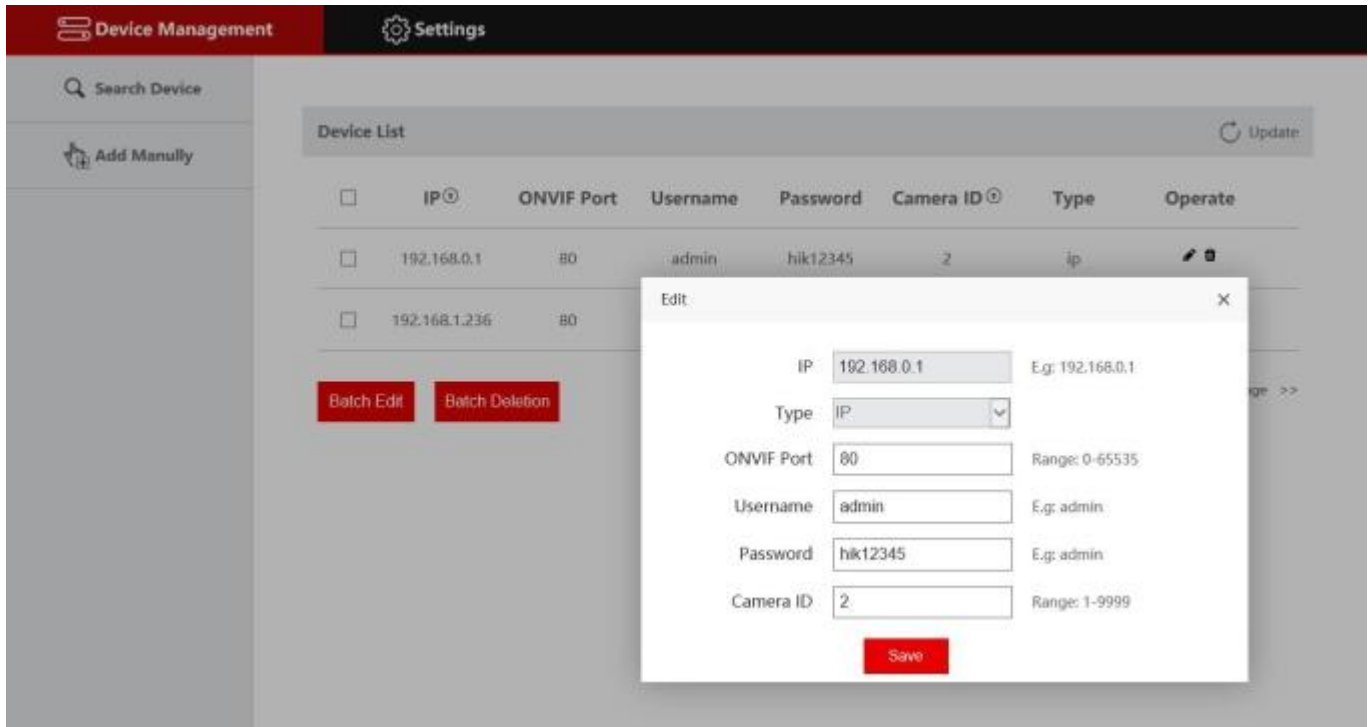 Device Management Settings
Search Device
Add Manully
Device List Update
IP ONVIF Port Username Password Camera ID Type Operate
192.168.0.1 80 admin hik12345 2 ip
192.168.1.236 80
Batch Edit Batch Deletion
>>
Edit
IP 192.168.0.1 E.g: 192.168.0.1
Type IP
ONVIF Port 80 Range: 0-65535
Username admin E.g: admin
Password hik12345 E.g: admin
Camera ID 2 Range: 1-9999
Save